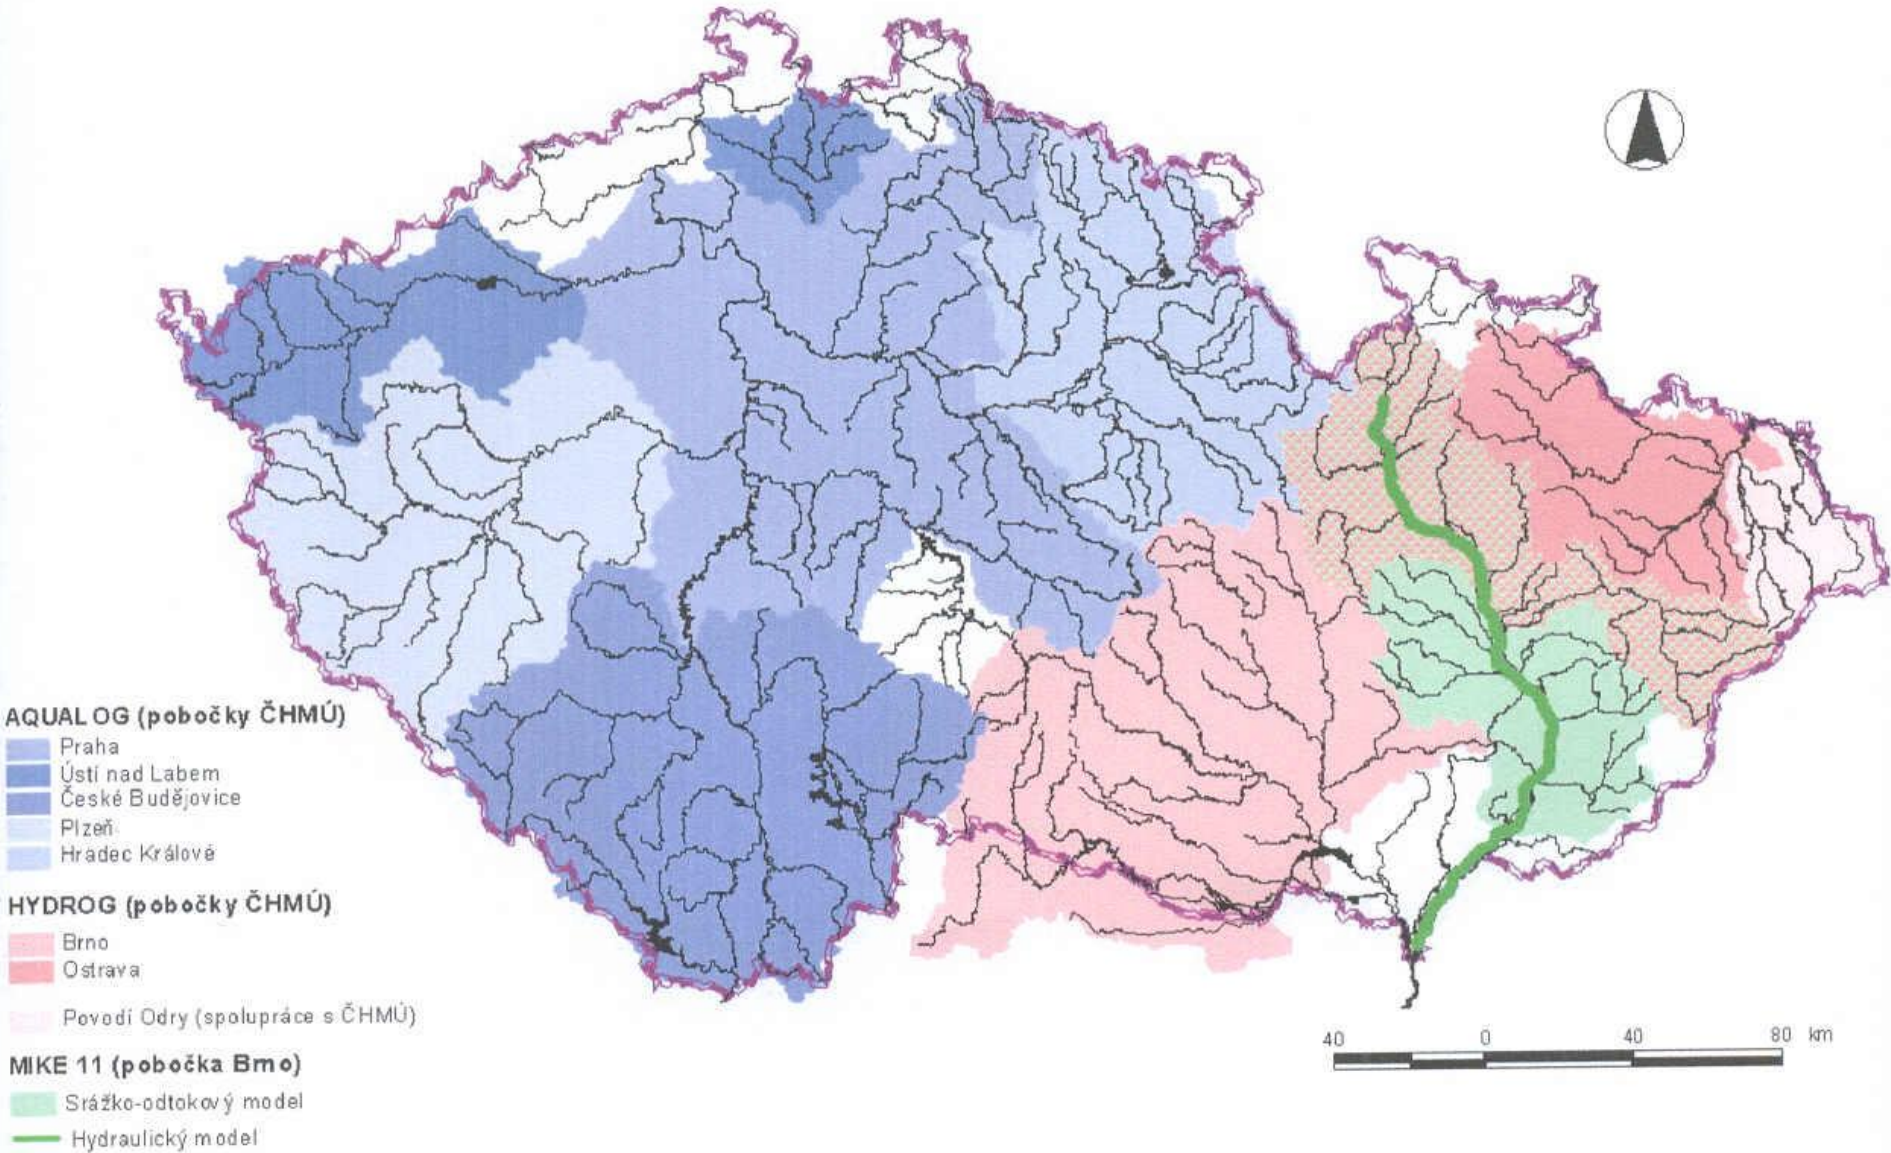 AQUALOG (pobočky ČHMÚ)
Praha
Ústí nad Labem
České Budějovice
Plzeň
Hradec Králové
HYDROG (pobočky ČHMÚ)
Brno
Ostrava
Povodí Odry (spolupráce s ČHMÚ)
MIKE 11 (pobočka Brno)
Srážko-odtokový model
Hydraulický model
40 0 40 80 km